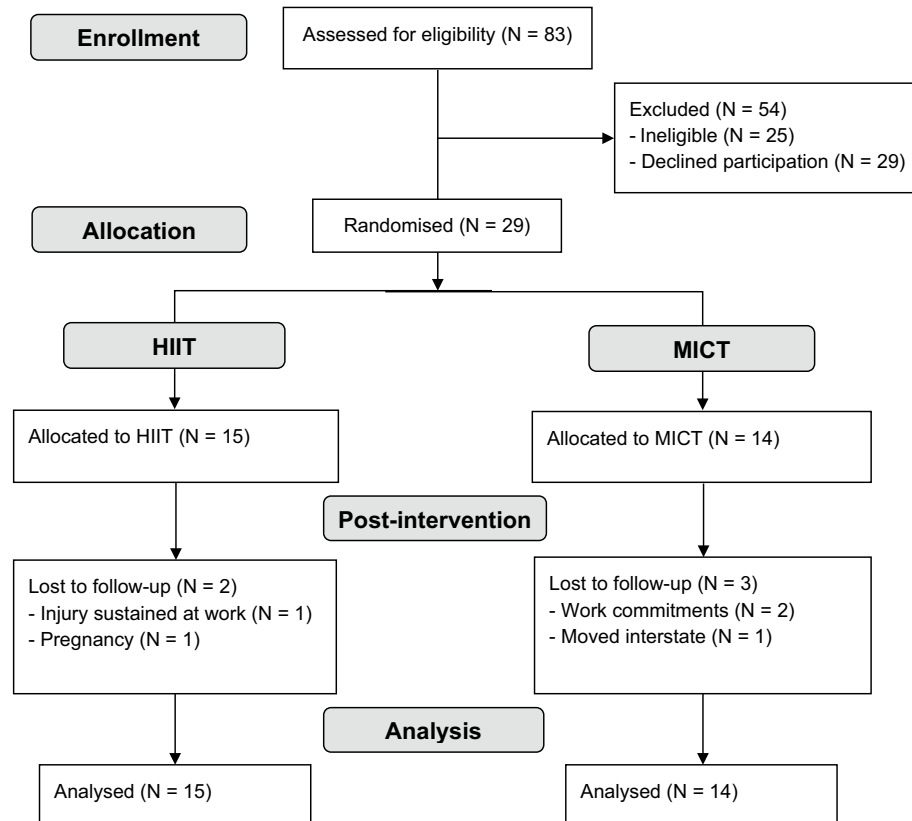 Enrollment
Assessed for eligibility (N = 83)
Excluded (N = 54)
- Ineligible (N = 25)
- Declined participation (N = 29)
Allocation
Randomised (N = 29)
HIIT
MICT
Allocated to HIIT (N = 15)
Allocated to MICT (N = 14)
Post-intervention
Lost to follow-up (N = 2)
- Injury sustained at work (N = 1)
- Pregnancy (N = 1)
Lost to follow-up (N = 3)
- Work commitments (N = 2)
- Moved interstate (N = 1)
Analysis
Analysed (N = 15)
Analysed (N = 14)